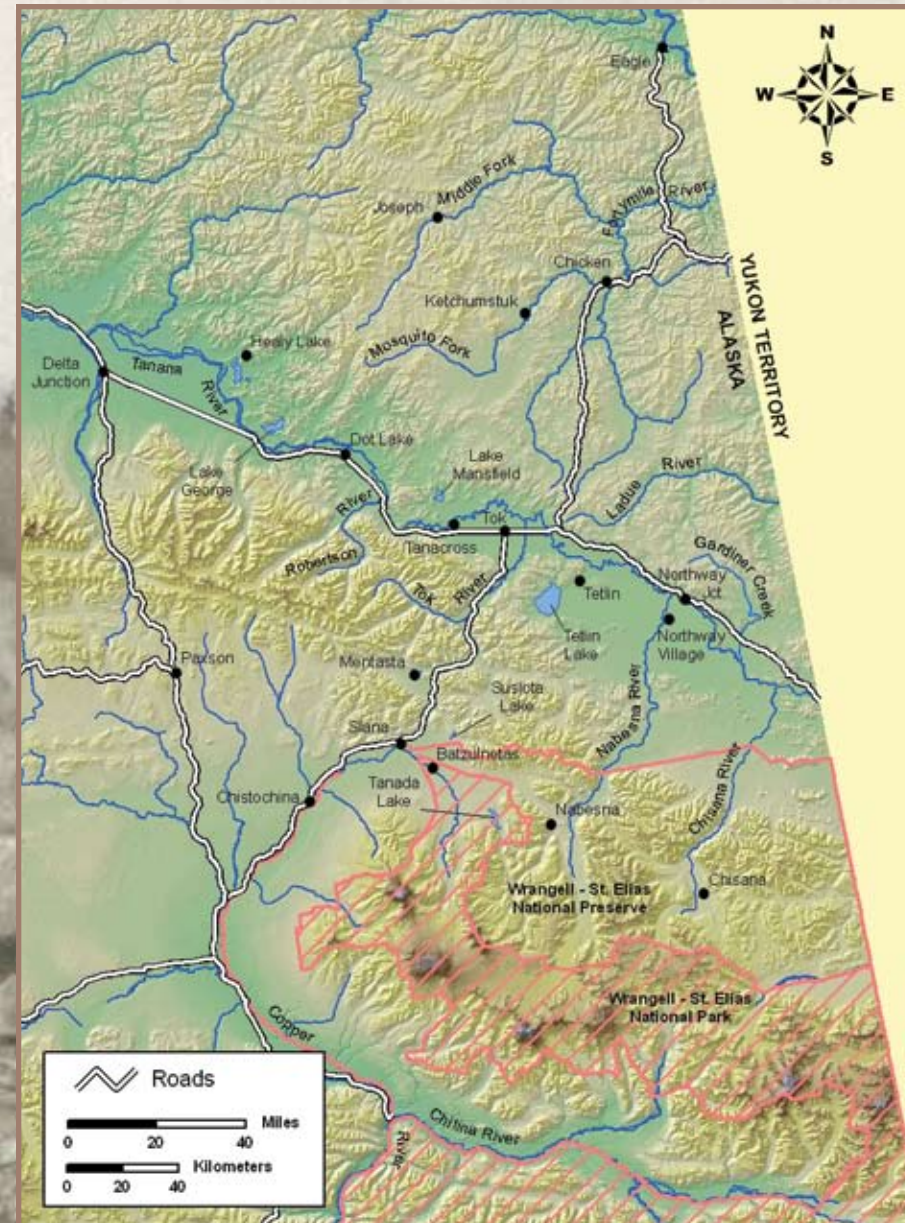 N
W E
S
Eagle
Middle Fork
Joseph
Fortymile River
Chicken
Ketchumstuk
YUKON TERRITORY
ALASKA
Mosquito Fork
Healy Lake
Delta
Junction
Tanana
River
Dot Lake
Lake
George
Lake
Mansfield
River
Ladue River
Robertson
Tanacross
Tok
Gardiner Creek
Tok River
Tetlin
Northway
Jct
Tetlin
Lake
Northway
Village
Paxson
Mentasta
Suslota
Lake
Nabesna River
Slana
Batzulnetas
Chistochina
Tanada
Lake
Nabesna
Chisana River
Chisana
Wrangell - St. Elias
National Preserve
Wrangell - St. Elias
National Park
Copper
River
Chitina River
Roads
Miles
0 20 40
Kilometers
0 20 40